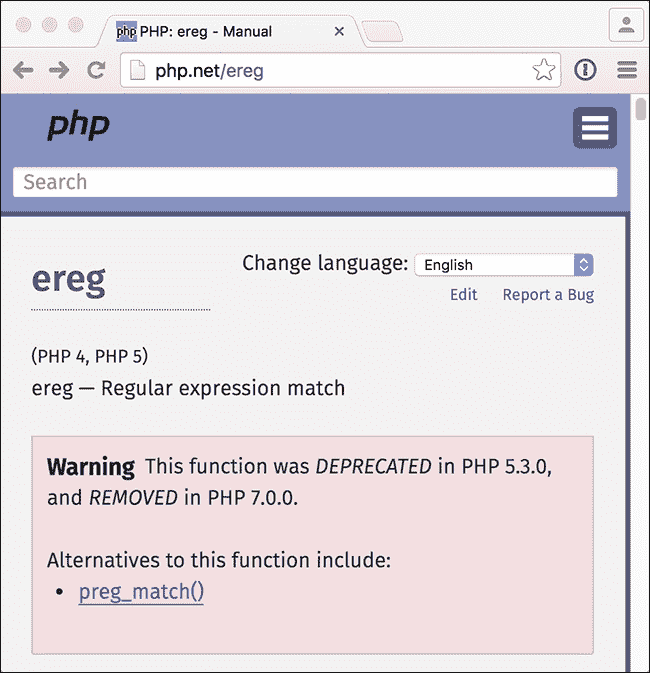 php PHP: ereg - Manual
php.net/ereg
php
Search
ereg
Change language: English
Edit Report a Bug
(PHP 4, PHP 5)
ereg — Regular expression match
Warning This function was DEPRECATED in PHP 5.3.0,
and REMOVED in PHP 7.0.0.
Alternatives to this function include:
• preg_match()